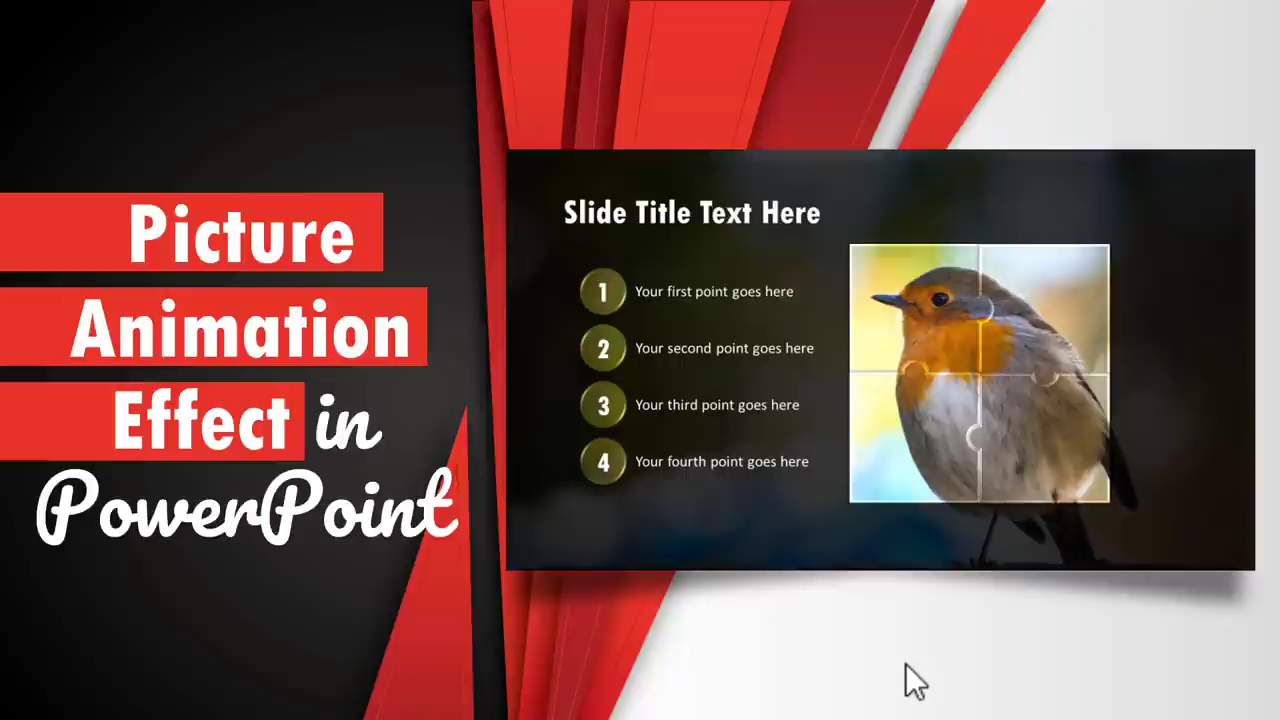 Picture
Animation
Effect in
PowerPoint
Slide Title Text Here
1 Your first point goes here
2 Your second point goes here
3 Your third point goes here
4 Your fourth point goes here